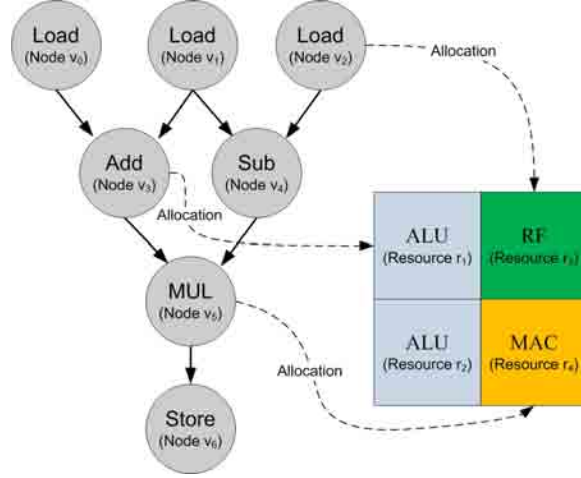 Load
(Node v₀)
Load
(Node v₁)
Load
(Node v₂)
Allocation
Add
(Node v₃)
Sub
(Node v₄)
Allocation
ALU
(Resource r₁)
RF
(Resource r₃)
MUL
(Node v₅)
ALU
(Resource r₂)
MAC
(Resource r₄)
Allocation
Store
(Node v₆)